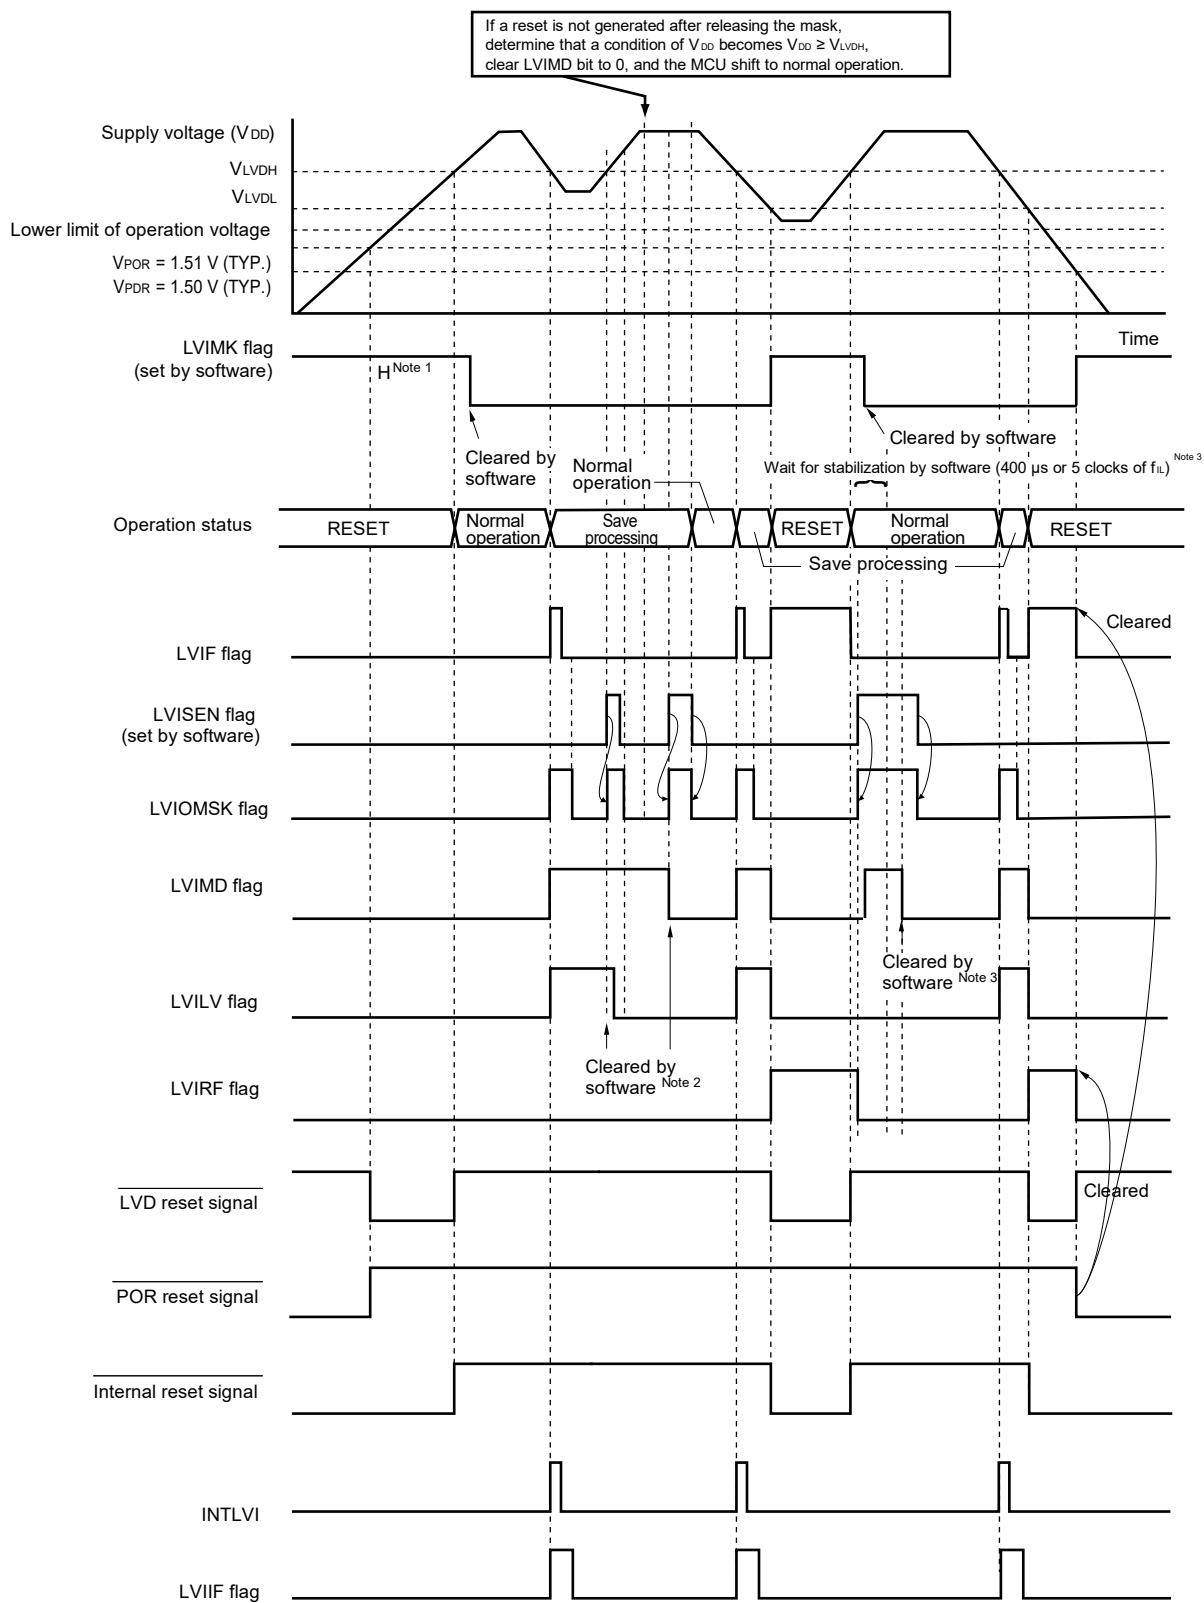 If a reset is not generated after releasing the mask,
determine that a condition of VDD becomes VDD ≥ VLVDH,
clear LVIMD bit to 0, and the MCU shift to normal operation.
Supply voltage (VDD)
VLVDH
VLVDL
Lower limit of operation voltage
VPOR = 1.51 V (TYP.)
VPDR = 1.50 V (TYP.)
Time
LVIMK flag
(set by software)
H Note 1
Cleared by
software
Cleared by software
Normal
operation
Wait for stabilization by software (400 µs or 5 clocks of fIL) Note 3
Operation status
RESET
Normal
operation
Save
processing
RESET
Normal
operation
RESET
Save processing
LVIF flag
Cleared
LVISEN flag
(set by software)
LVIOMSK flag
LVIMD flag
Cleared by
software Note 3
LVILV flag
Cleared by
software Note 2
LVIRF flag
LVD reset signal
Cleared
POR reset signal
Internal reset signal
INTLVI
LVIIF flag